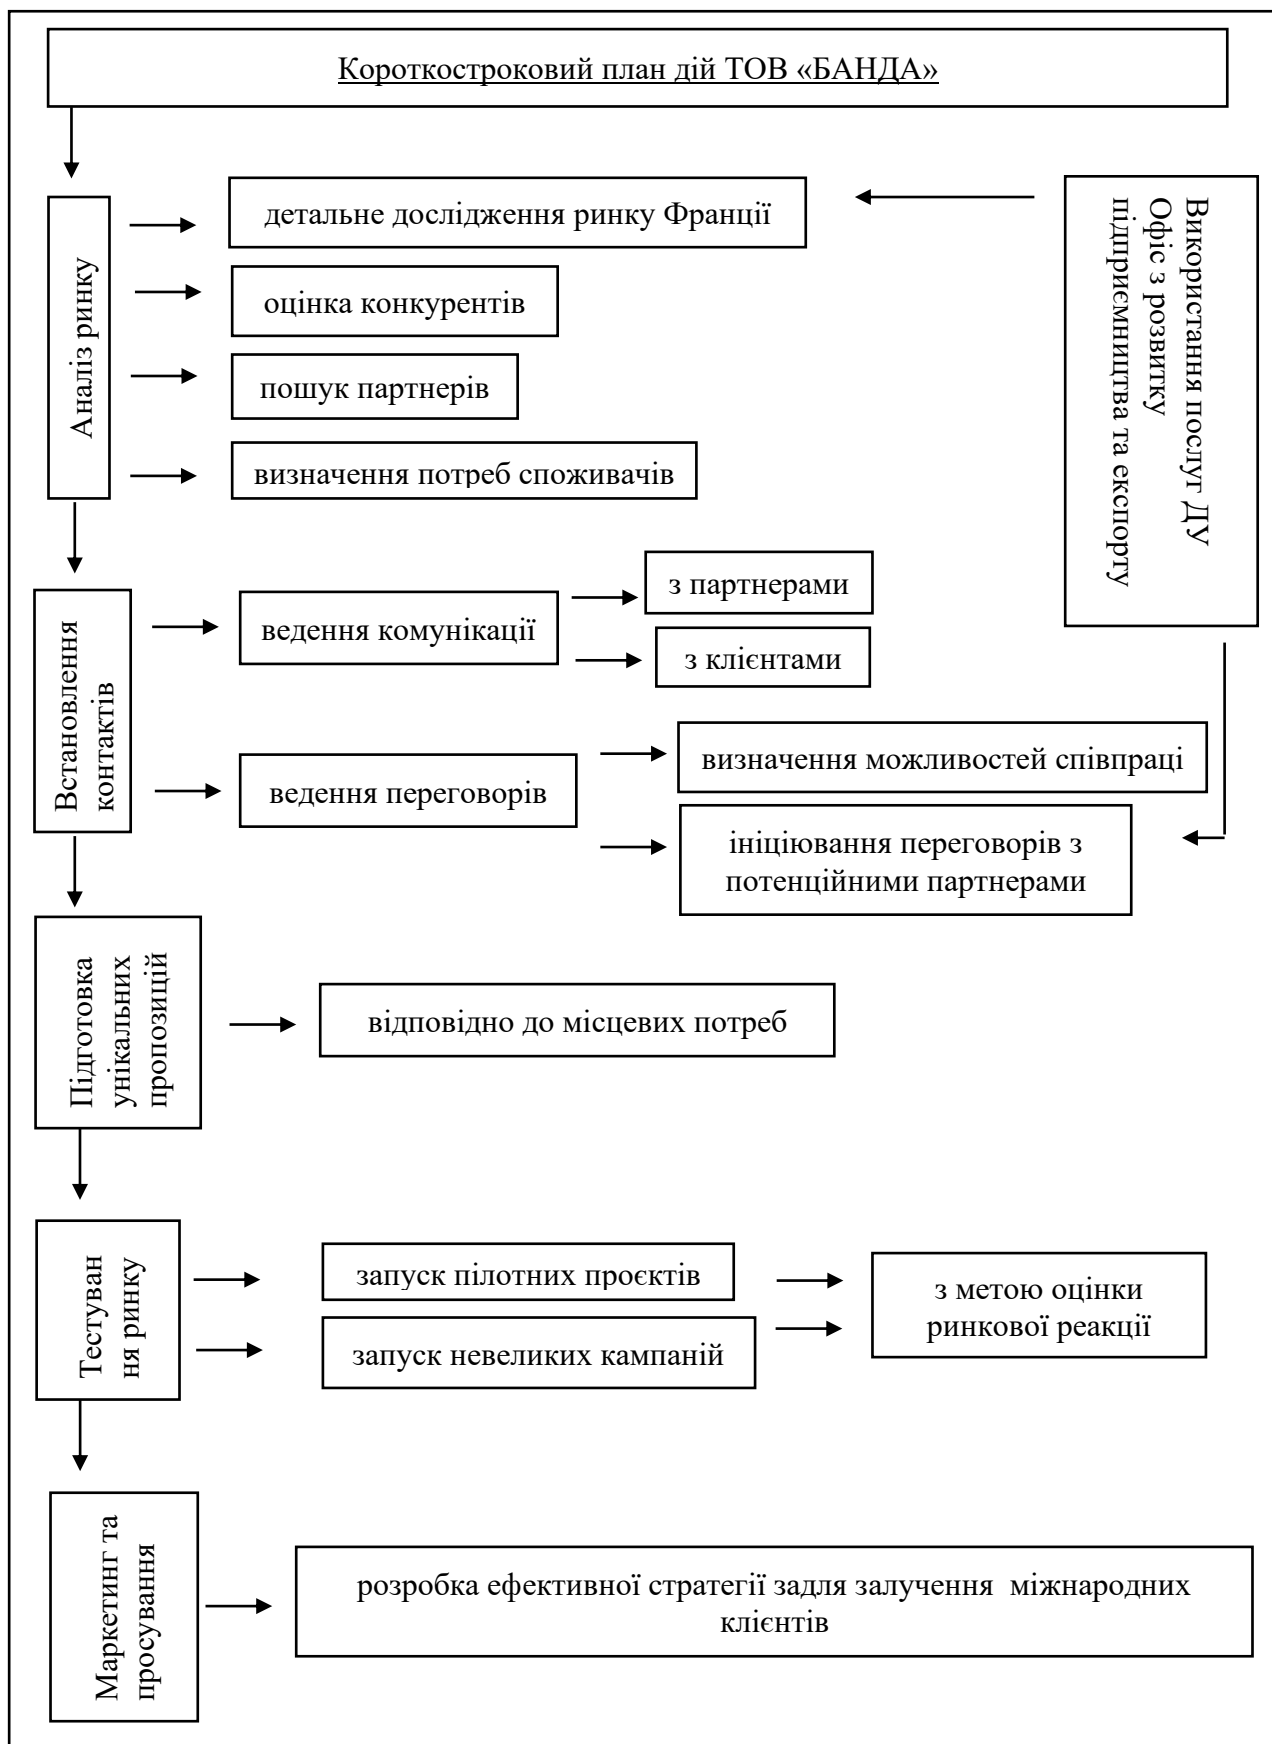 Короткостроковий план дій ТОВ «БАНДА»
Аналіз ринку
детальне дослідження ринку Франції
оцінка конкурентів
пошук партнерів
визначення потреб споживачів
Використання послуг ДУ
Офіс з розвитку
підприємництва та експорту
Встановлення
контактів
ведення комунікації
з партнерами
з клієнтами
ведення переговорів
визначення можливостей співпраці
ініціювання переговорів з
потенційними партнерами
Підготовка
унікальних
пропозицій
відповідно до місцевих потреб
Тестуван
ня ринку
запуск пілотних проєктів
запуск невеликих кампаній
з метою оцінки
ринкової реакції
Маркетинг та
просування
розробка ефективної стратегії задля залучення міжнародних
клієнтів